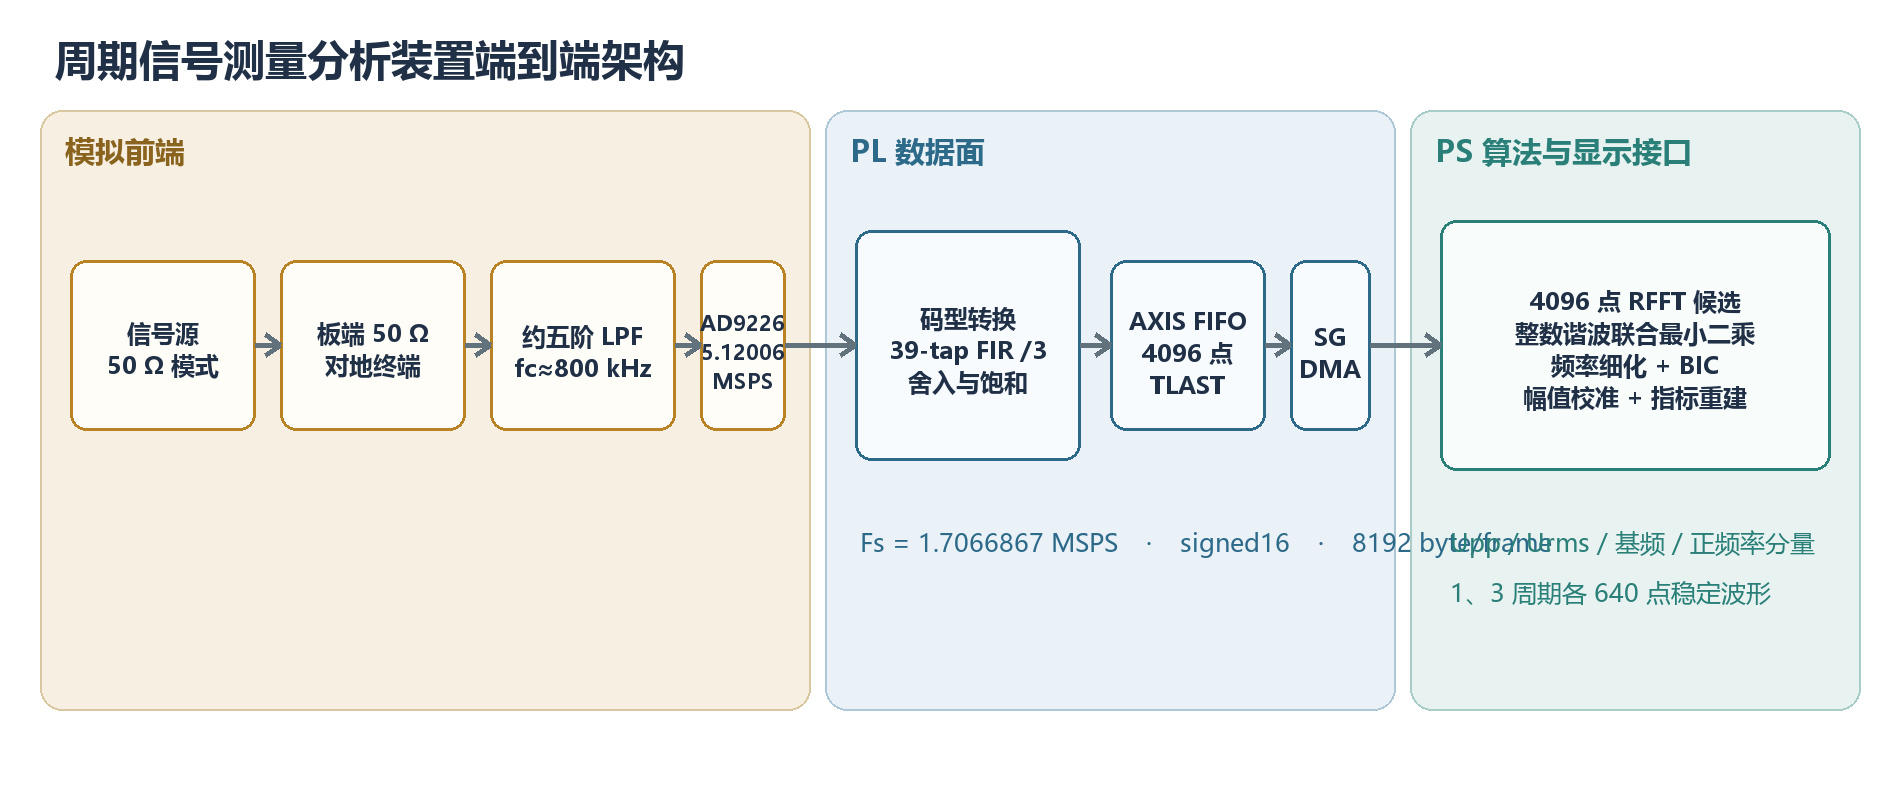 周期信号测量分析装置端到端架构
模拟前端
信号源
50 Ω 模式
板端 50 Ω
对地终端
约五阶 LPF
fc≈800 kHz
AD9226
5.12006
MSPS
PL 数据面
码型转换
39-tap FIR /3
舍入与饱和
AXIS FIFO
4096 点
TLAST
SG
DMA
Fs = 1.7066867 MSPS · signed16 · 8192 byte/frame
PS 算法与显示接口
4096 点 RFFT 候选
整数谐波联合最小二乘
频率细化 + BIC
幅值校准 + 指标重建
Upp / Urms / 基频 / 正频率分量
1、3 周期各 640 点稳定波形